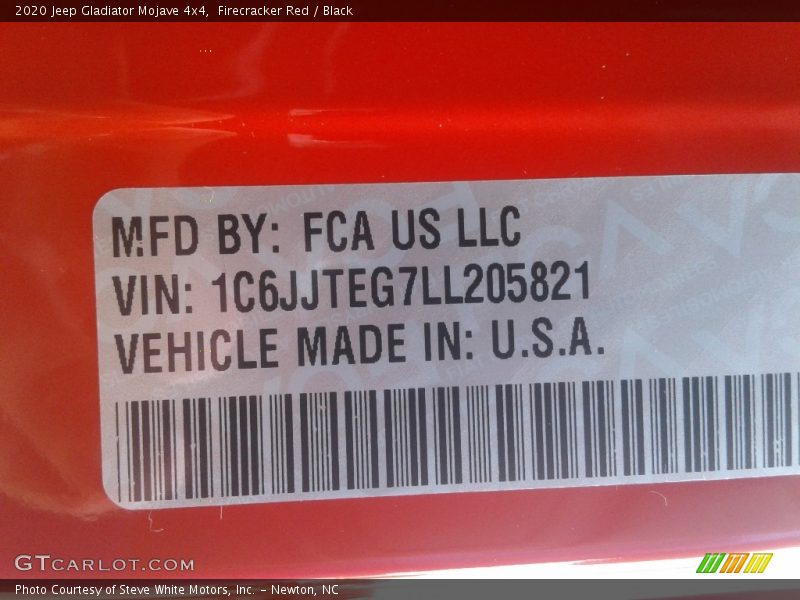 2020 Jeep Gladiator Mojave 4x4,  Firecracker Red / Black
MFD BY: FCA US LLC
VIN: 1C6JJTEG7LL205821
VEHICLE MADE IN: U.S.A.
GTCARLOT.COM
Photo Courtesy of Steve White Motors, Inc. – Newton, NC